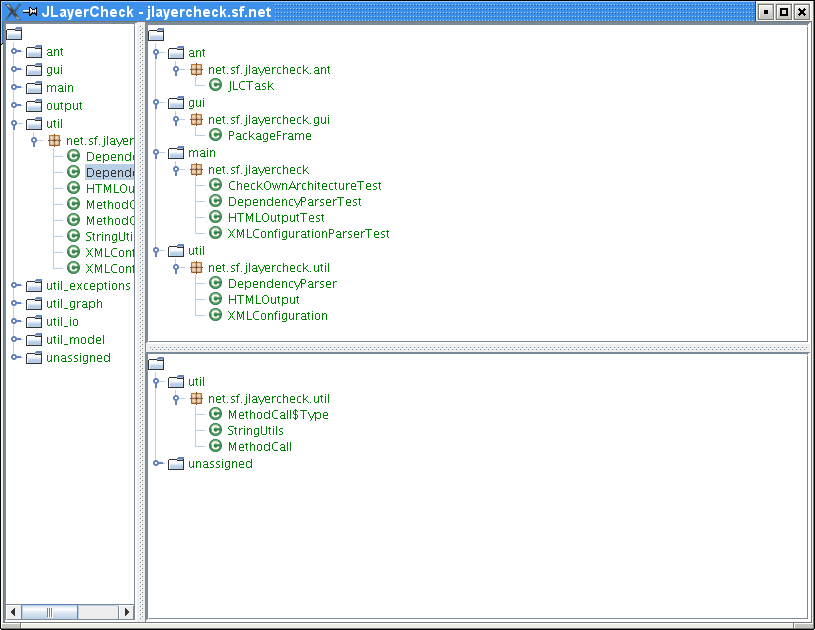 JLayerCheck - jlayercheck.sf.net
ant
gui
main
output
util
net.sf.jlayer
Depende
Depende
HTMLOu
MethodC
MethodC
StringUti
XMLConf
XMLConf
util_exceptions
util_graph
util_io
util_model
unassigned
ant
net.sf.jlayercheck.ant
JLCTask
gui
net.sf.jlayercheck.gui
PackageFrame
main
net.sf.jlayercheck
CheckOwnArchitectureTest
DependencyParserTest
HTMLOutputTest
XMLConfigurationParserTest
util
net.sf.jlayercheck.util
DependencyParser
HTMLOutput
XMLConfiguration
util
net.sf.jlayercheck.util
MethodCall$Type
StringUtils
MethodCall
unassigned